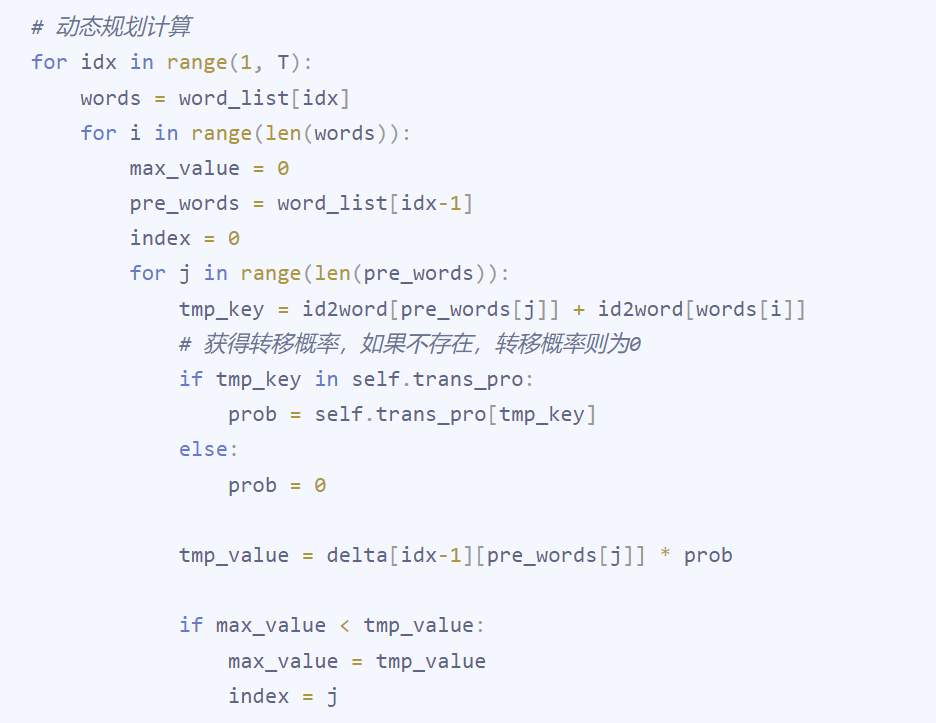 # 动态规划计算
for idx in range(1, T):
    words = word_list[idx]
    for i in range(len(words)):
        max_value = 0
        pre_words = word_list[idx-1]
        index = 0
        for j in range(len(pre_words)):
            tmp_key = id2word[pre_words[j]] + id2word[words[i]]
            # 获得转移概率，如果不存在，转移概率则为0
            if tmp_key in self.trans_pro:
                prob = self.trans_pro[tmp_key]
            else:
                prob = 0

            tmp_value = delta[idx-1][pre_words[j]] * prob

            if max_value < tmp_value:
                max_value = tmp_value
                index = j